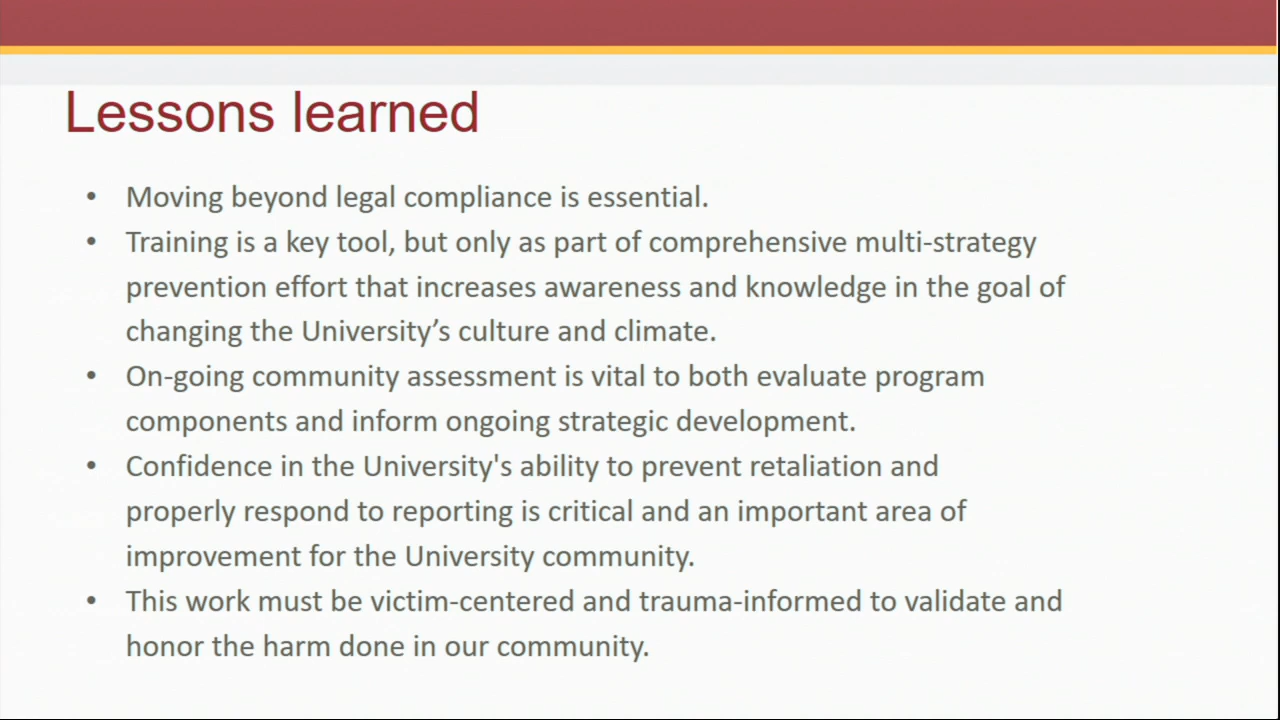 Lessons learned
• Moving beyond legal compliance is essential.
• Training is a key tool, but only as part of comprehensive multi-strategy
prevention effort that increases awareness and knowledge in the goal of
changing the University’s culture and climate.
• On-going community assessment is vital to both evaluate program
components and inform ongoing strategic development.
• Confidence in the University's ability to prevent retaliation and
properly respond to reporting is critical and an important area of
improvement for the University community.
• This work must be victim-centered and trauma-informed to validate and
honor the harm done in our community.